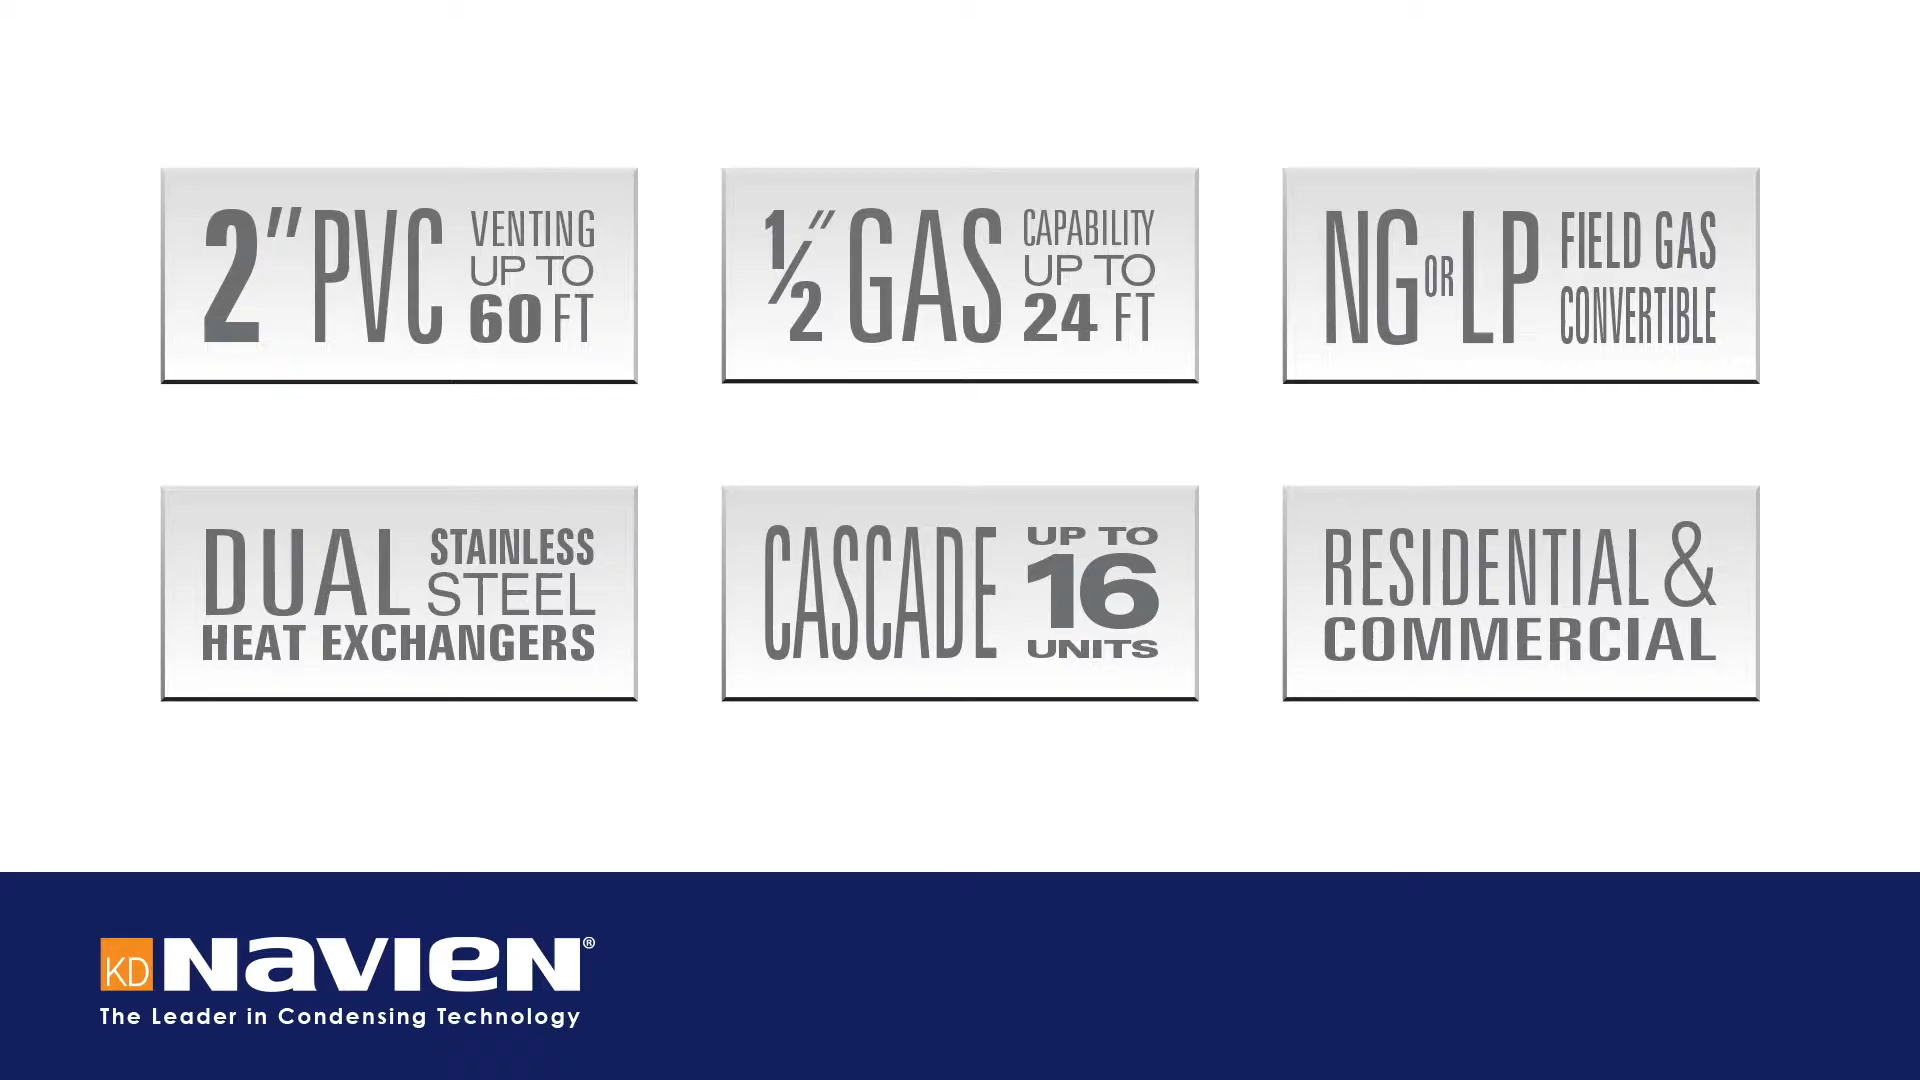 2" PVC VENTING UP TO 60 FT
1/2" GAS CAPABILITY UP TO 24 FT
NG OR LP FIELD GAS CONVERTIBLE
DUAL STAINLESS STEEL
HEAT EXCHANGERS
CASCADE UP TO 16 UNITS
RESIDENTIAL &
COMMERCIAL
KD NAVIEN®
The Leader in Condensing Technology